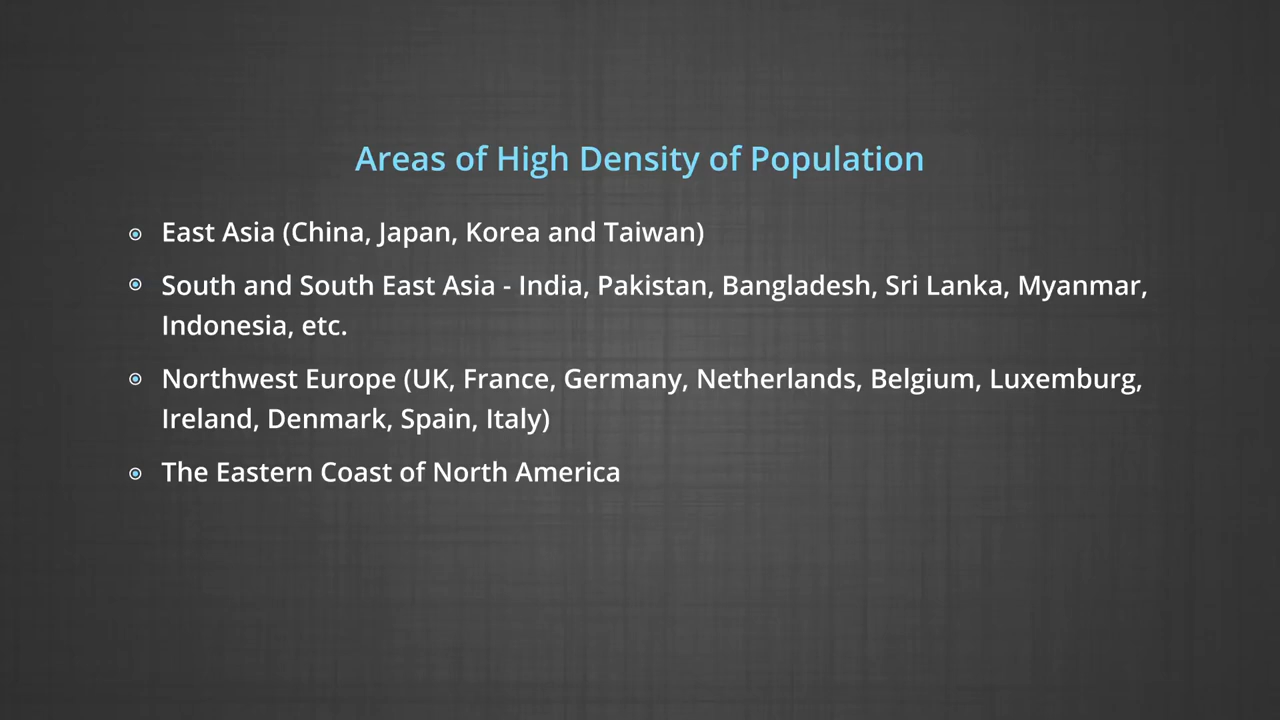 Areas of High Density of Population
East Asia (China, Japan, Korea and Taiwan)
South and South East Asia - India, Pakistan, Bangladesh, Sri Lanka, Myanmar,
Indonesia, etc.
Northwest Europe (UK, France, Germany, Netherlands, Belgium, Luxemburg,
Ireland, Denmark, Spain, Italy)
The Eastern Coast of North America